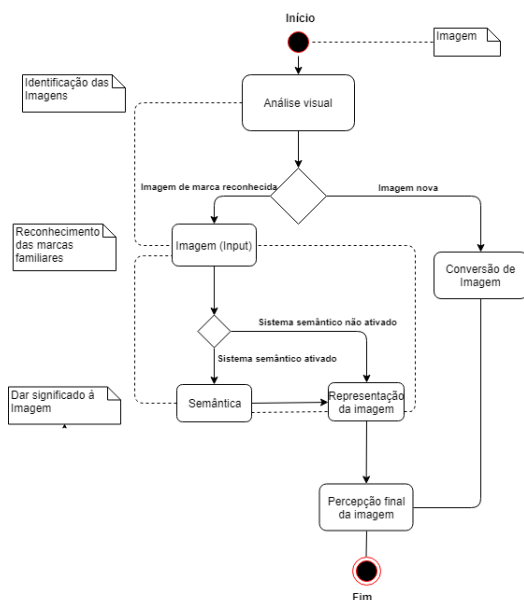 Início
Imagem
Identificação das
Imagens
Análise visual
Imagem de marca reconhecida
Imagem nova
Reconhecimento
das marcas
familiares
Imagem (Input)
Conversão de
Imagem
Sistema semântico não ativado
Sistema semântico ativado
Dar significado à
Imagem
Semântica
Representação
da imagem
Percepção final
da imagem
Fim